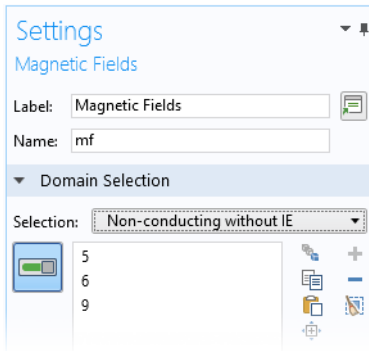 Settings
Magnetic Fields
Label: Magnetic Fields
Name: mf
Domain Selection
Selection: Non-conducting without IE
5
6
9